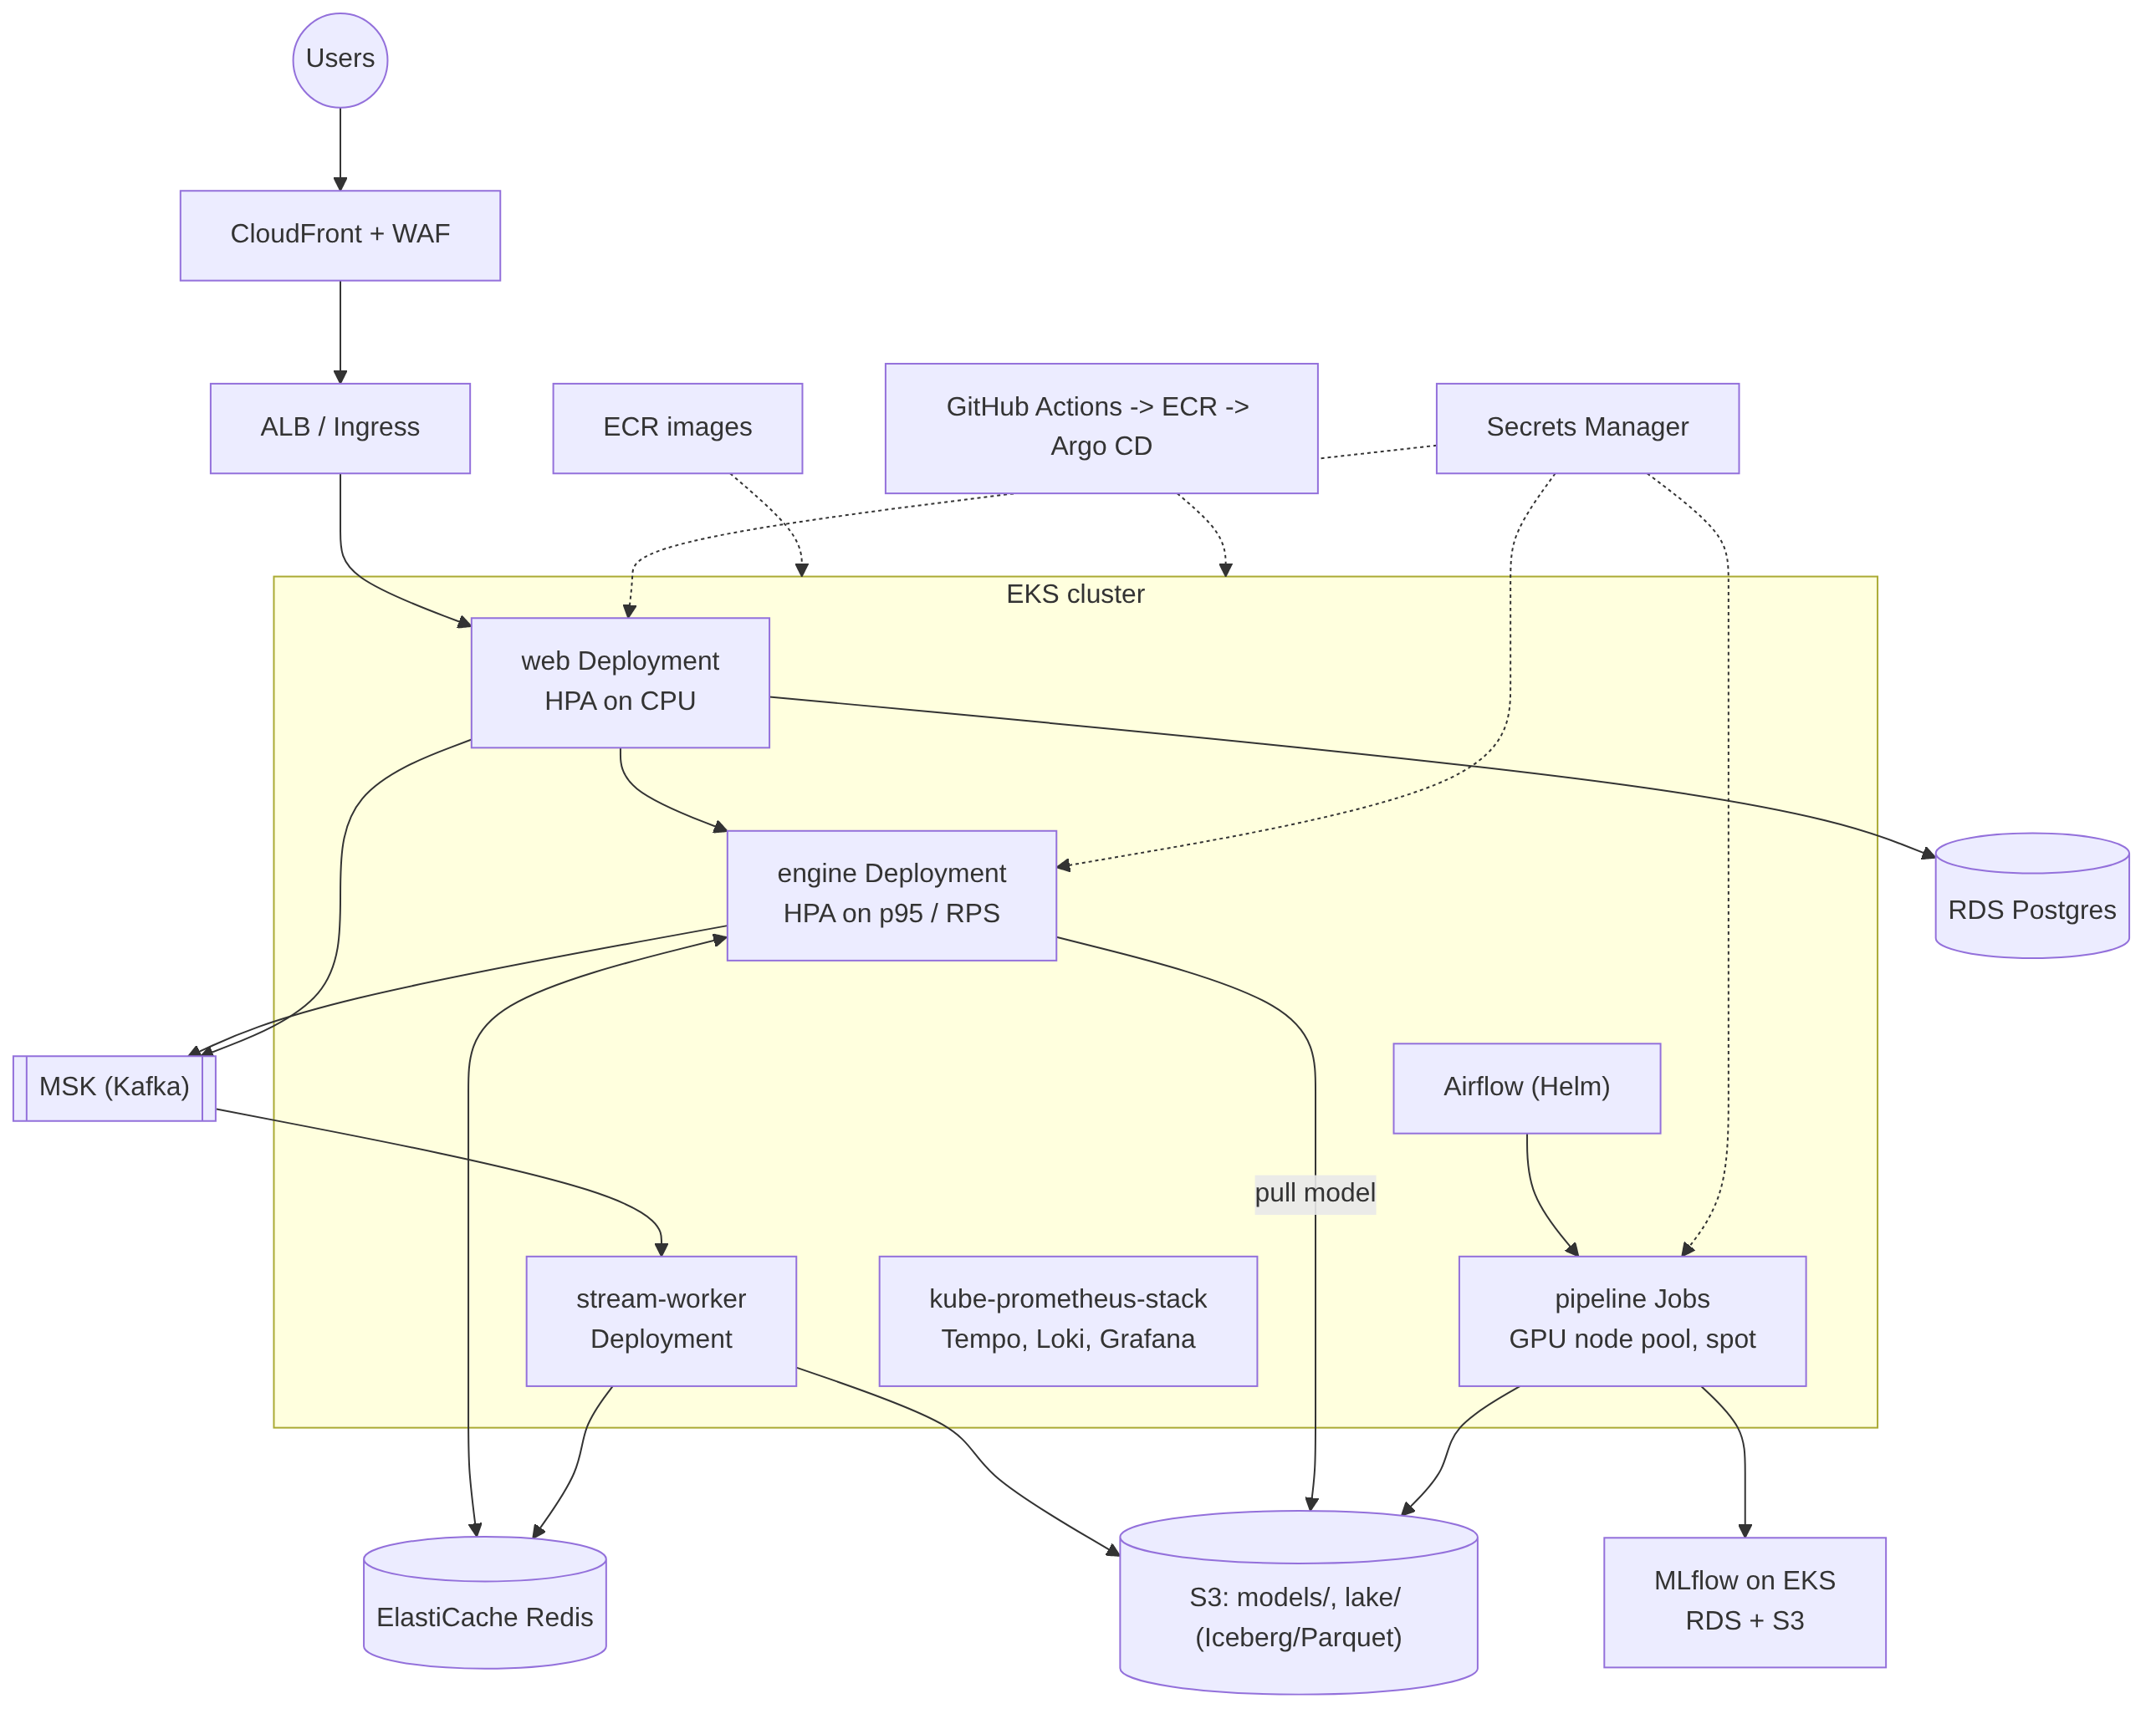 Users
CloudFront + WAF
ALB / Ingress
ECR images
GitHub Actions -> ECR ->
Argo CD
Secrets Manager
EKS cluster
web Deployment
HPA on CPU
engine Deployment
HPA on p95 / RPS
RDS Postgres
MSK (Kafka)
Airflow (Helm)
pull model
stream-worker
Deployment
kube-prometheus-stack
Tempo, Loki, Grafana
pipeline Jobs
GPU node pool, spot
ElastiCache Redis
S3: models/, lake/
(Iceberg/Parquet)
MLflow on EKS
RDS + S3